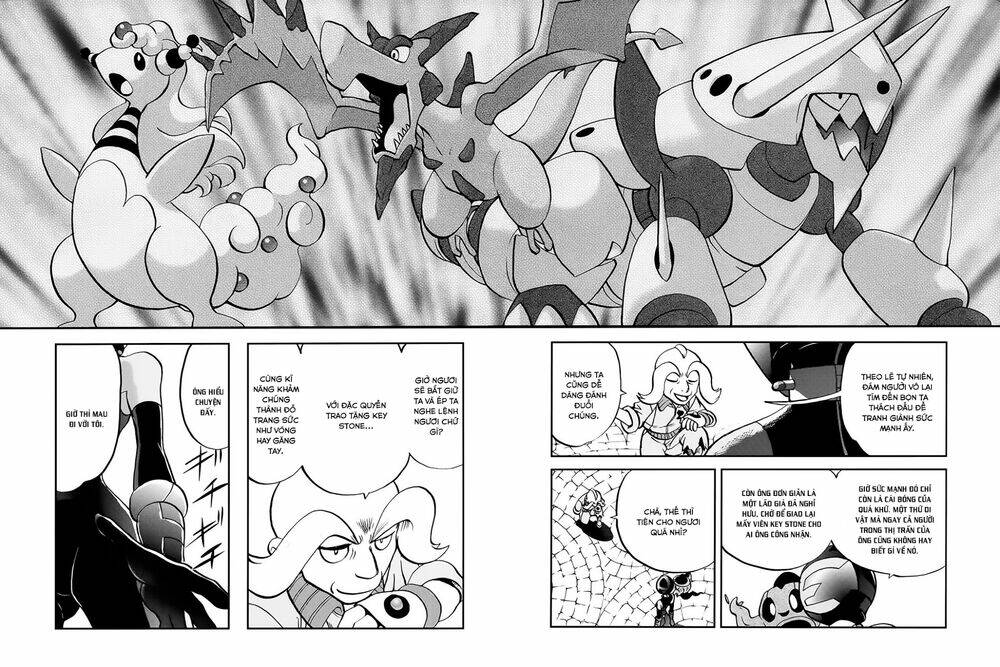 THEO LẼ TỰ NHIÊN,
ĐÁM NGƯỜI VÔ LẠI
TÍM ĐẾN BỌN TA
THÁCH ĐẤU DỂ
TRANH GIÀNH SỨC
MẠNH ẤY.
NHƯNG TA
CŨNG DỄ
DÀNG ĐÁNH
ĐUỔI
CHÚNG.
GIỜ SỨC MẠNH ĐÓ CHỈ
CÒN LÀ CÁI BÓNG CỦA
QUÁ KHỨ. MỘT THỨ DI
VẬT MÀ NGAY CẢ NGƯỜI
TRONG THỊ TRẤN CỦA
ÔNG CŨNG KHÔNG HAY
BIẾT GÌ VỀ NÓ.
CÒN ÔNG ĐƠN GIẢN LÀ
MỘT LÃO GIÀ ĐÃ NGHỈ
HƯU, CHỜ ĐỂ GIAO LẠI
MẤY VIÊN KEY STONE CHO
AI ÔNG CÔNG NHẬN.
CHÀ, THẾ THÌ
TIỆN CHO NGƯƠI
QUÁ NHỈ?
GIỜ NGƯƠI
SẼ BẮT GIỮ
TA VÀ ÉP TA
NGHE LỆNH
NGƯƠI CHỨ
GÌ?
VỚI ĐẶC QUYỀN
TRAO TẶNG KEY
STONE...
CÙNG KĨ
NĂNG KHẢM
CHÚNG
THÀNH ĐỒ
TRANG SỨC
NHƯ VÒNG
HAY GĂNG
TAY.
ÔNG HIỂU
CHUYỆN
ĐẤY.
GIỜ THÌ MAU
ĐI VỚI TÔI.